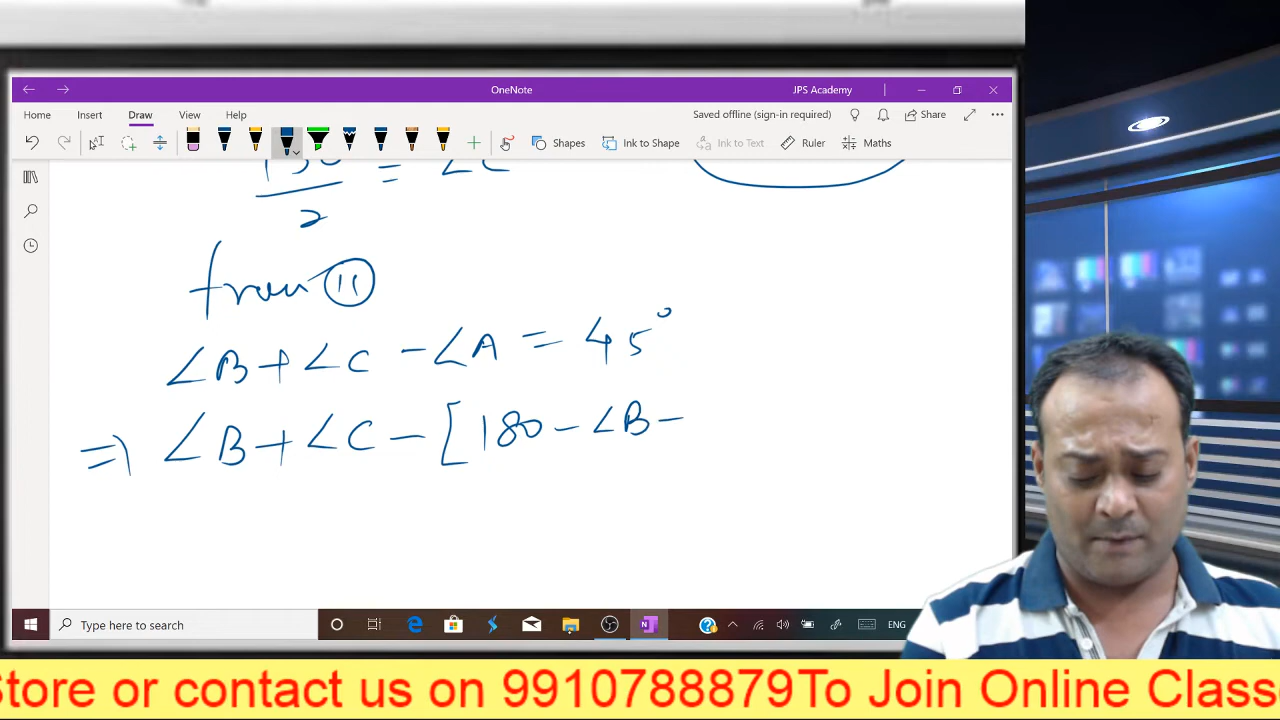 OneNote
JPS Academy
Home Insert Draw View Help
Saved offline (sign-in required)
Share
Shapes
Ink to Shape
Ink to Text
Ruler
Maths
= ∠C
2
from (11)
∠B + ∠C - ∠A = 45°
⇒ ∠B + ∠C - [180 - ∠B -
Type here to search
ENG
Store or contact us on 9910788879To Join Online Class